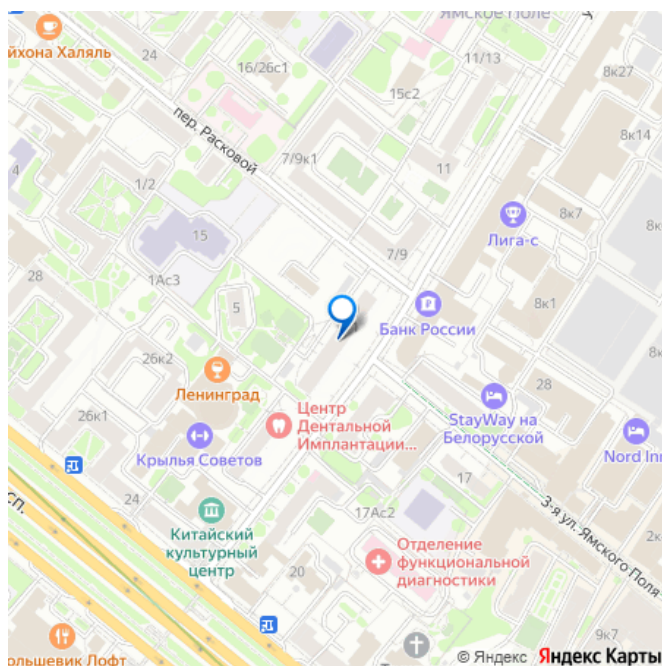 Ямское Поле
йхона Халяль
24
16/26с1
11/13
8к27
15с2
пер. Расковой
8к14
7/9к1
11
4
1/2
8к7
Лига-с
15
7/9
28
1Ас3
5
8к1
Банк России
26к2
28
Ленинград
StayWay на
Белорусской
Центр
Дентальной
Имплантации...
26к1
Крылья Советов
Nord Inn
17
24
17Ас2
3-я ул. Ямского Поля
СП.
Китайский
культурный
центр
Отделение
функциональной
диагностики
20
2к
9к7
ольшевик Лофт
© Яндекс Яндекс Карты